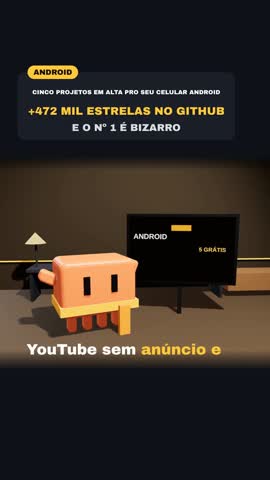 ANDROID
CINCO PROJETOS EM ALTA PRO SEU CELULAR ANDROID
+472 MIL ESTRELAS NO GITHUB
E O Nº 1 É BIZARRO
ANDROID
5 GRÁTIS
YouTube sem anúncio e